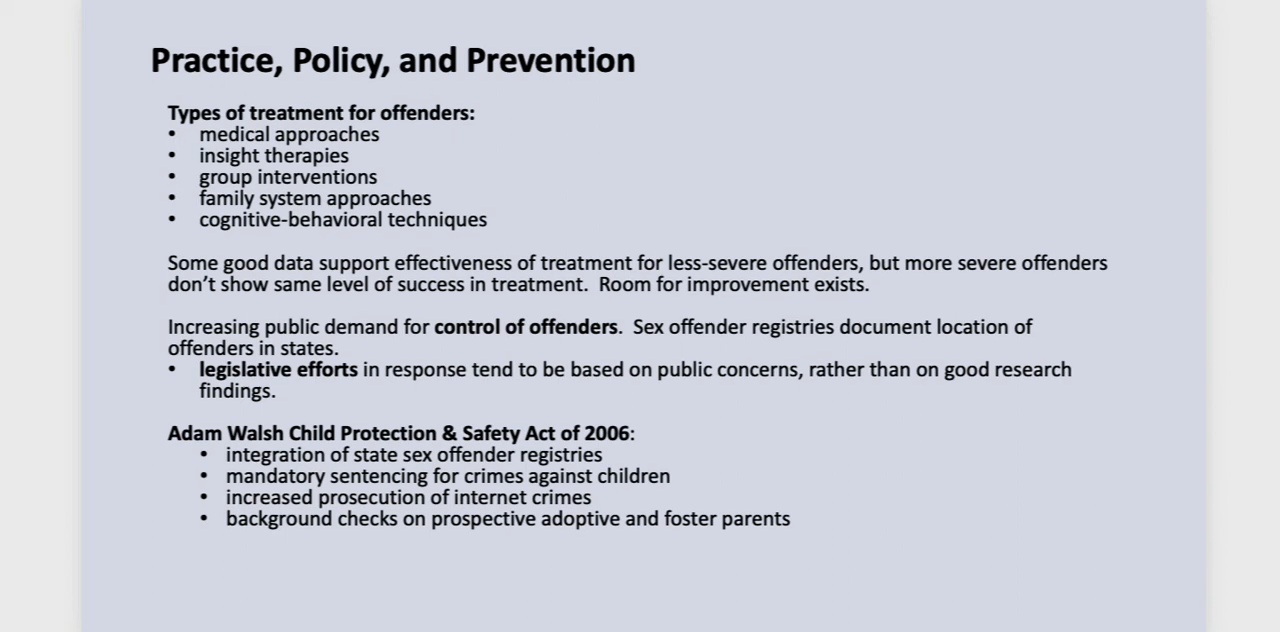 Practice, Policy, and Prevention
Types of treatment for offenders:
• medical approaches
• insight therapies
• group interventions
• family system approaches
• cognitive-behavioral techniques
Some good data support effectiveness of treatment for less-severe offenders, but more severe offenders
don’t show same level of success in treatment.  Room for improvement exists.
Increasing public demand for control of offenders.  Sex offender registries document location of
offenders in states.
• legislative efforts in response tend to be based on public concerns, rather than on good research
findings.
Adam Walsh Child Protection & Safety Act of 2006:
• integration of state sex offender registries
• mandatory sentencing for crimes against children
• increased prosecution of internet crimes
• background checks on prospective adoptive and foster parents